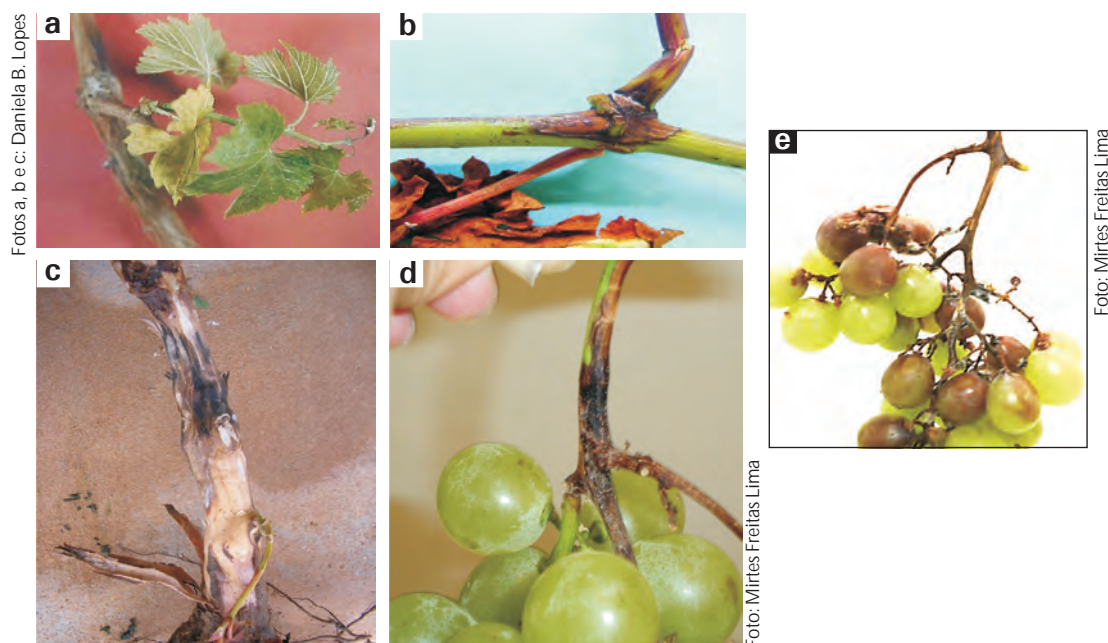 Fotos a, b e c: Daniela B. Lopes
a
b
c
d
Foto: Mirtes Freitas Lima
e
Foto: Mirtes Freitas Lima